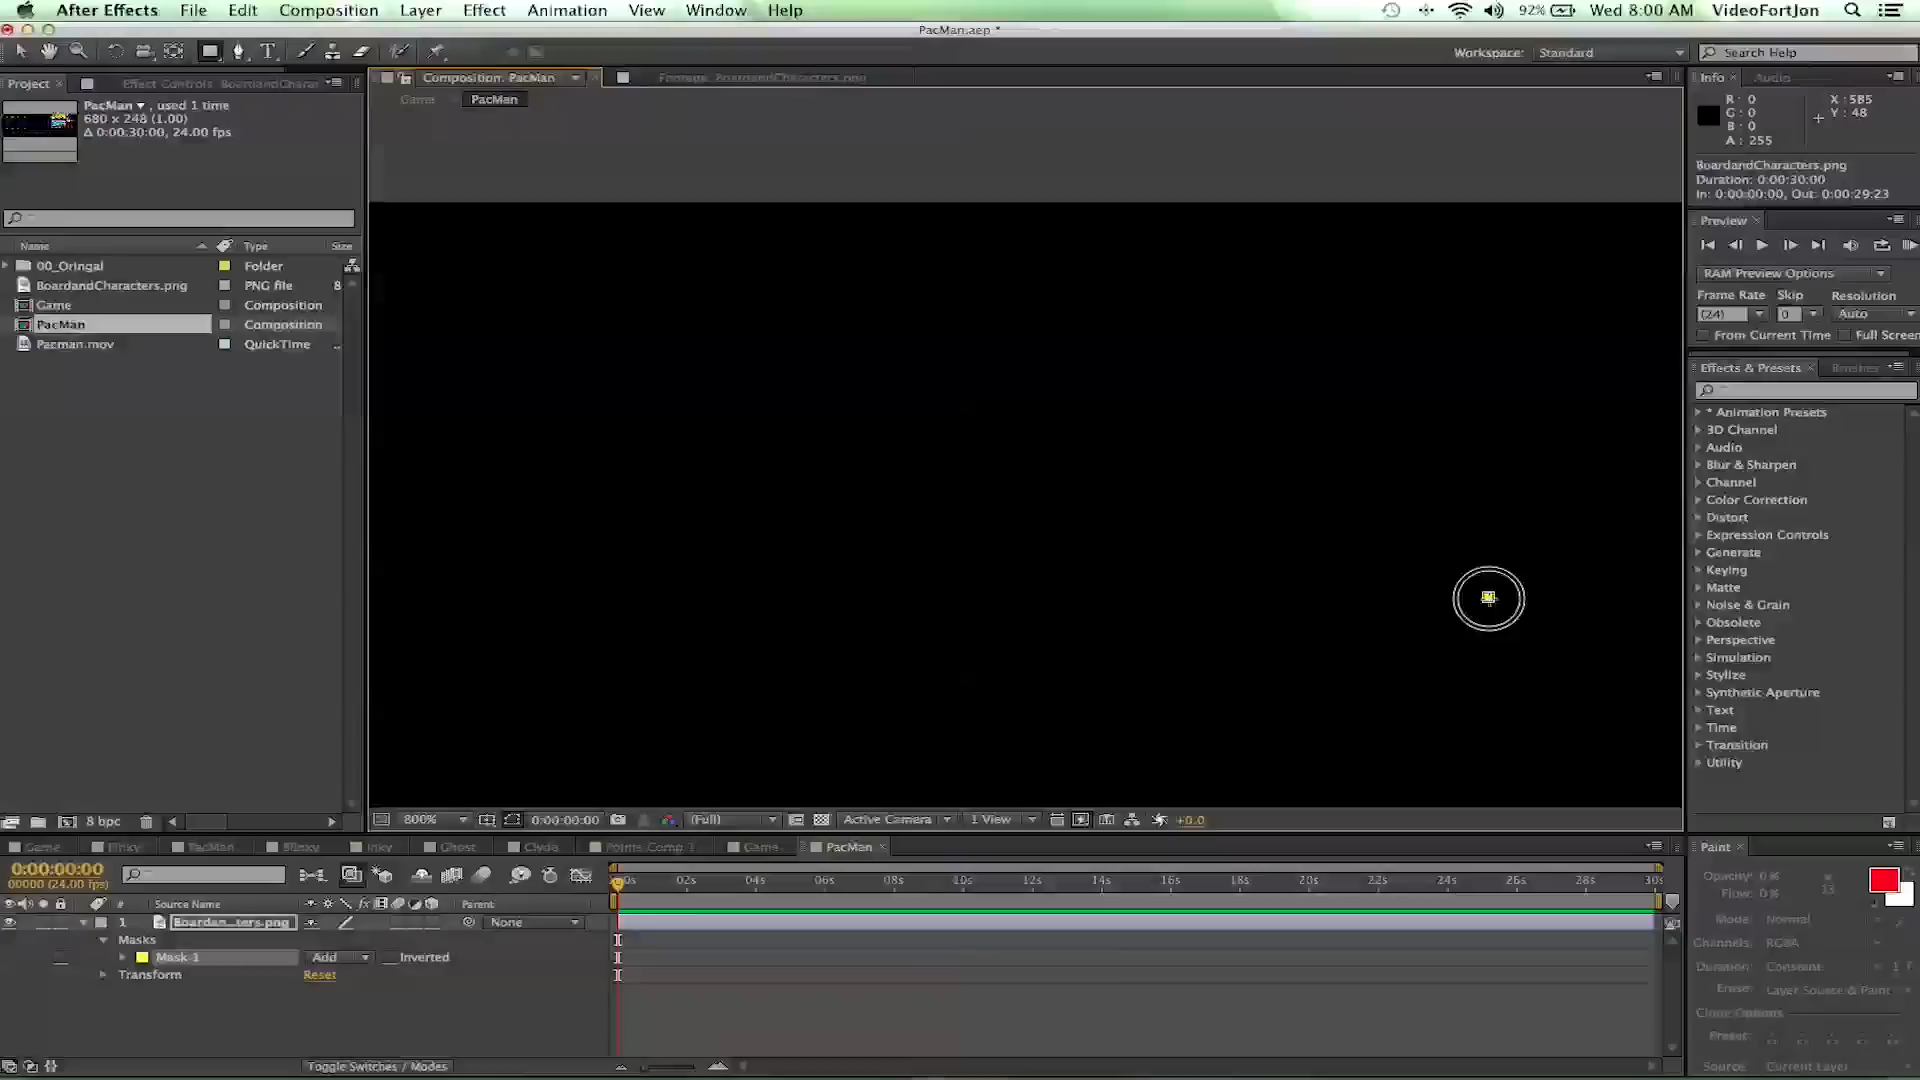 After Effects File Edit Composition Layer Effect Animation View Window Help 92% Wed 8:00 AM VideoFortJon
PacMan.aep *
Workspace: Standard Search Help
Project Effect Controls: BoardandCharac Composition: PacMan Footage: BoardandCharacters.png Info Audio
PacMan , used 1 time
680 x 248 (1.00)
Δ 0:00:30:00, 24.00 fps
Game PacMan
R : 0
G : 0
B : 0
A : 255
X : 585
Y : 48
BoardandCharacters.png
Duration: 0:00:30:00
In: 0:00:00:00, Out: 0:00:29:23
Preview
RAM Preview Options
Frame Rate Skip Resolution
(24) 0 Auto
From Current Time Full Screen
Name Type Size
00_Oringal Folder
BoardandCharacters.png PNG file 8
Game Composition
PacMan Composition
Pacman.mov QuickTime ..
Effects & Presets Brushes
* Animation Presets
3D Channel
Audio
Blur & Sharpen
Channel
Color Correction
Distort
Expression Controls
Generate
Keying
Matte
Noise & Grain
Obsolete
Perspective
Simulation
Stylize
Synthetic Aperture
Text
Time
Transition
Utility
8 bpc
800% 0:00:00:00 (Full) Active Camera 1 View +0.0
Game PacMan Blinky Inky Ghost Clyde Points Comp 1 Game PacMan
0:00:00:00
00000 (24.00 fps)
00s 02s 04s 06s 08s 10s 12s 14s 16s 18s 20s 22s 24s 26s 28s 30s
# Source Name Parent
1 Boardan...ters.png None
Masks
Mask 1 Add Inverted
Transform Reset
Toggle Switches / Modes
Paint
Opacity: 0 %
Flow: 0 %
13
Mode: Normal
Channels: RGBA
Duration: Constant 1 f
Erase: Layer Source & Paint
Clone Options
Preset:
Source: Current Layer